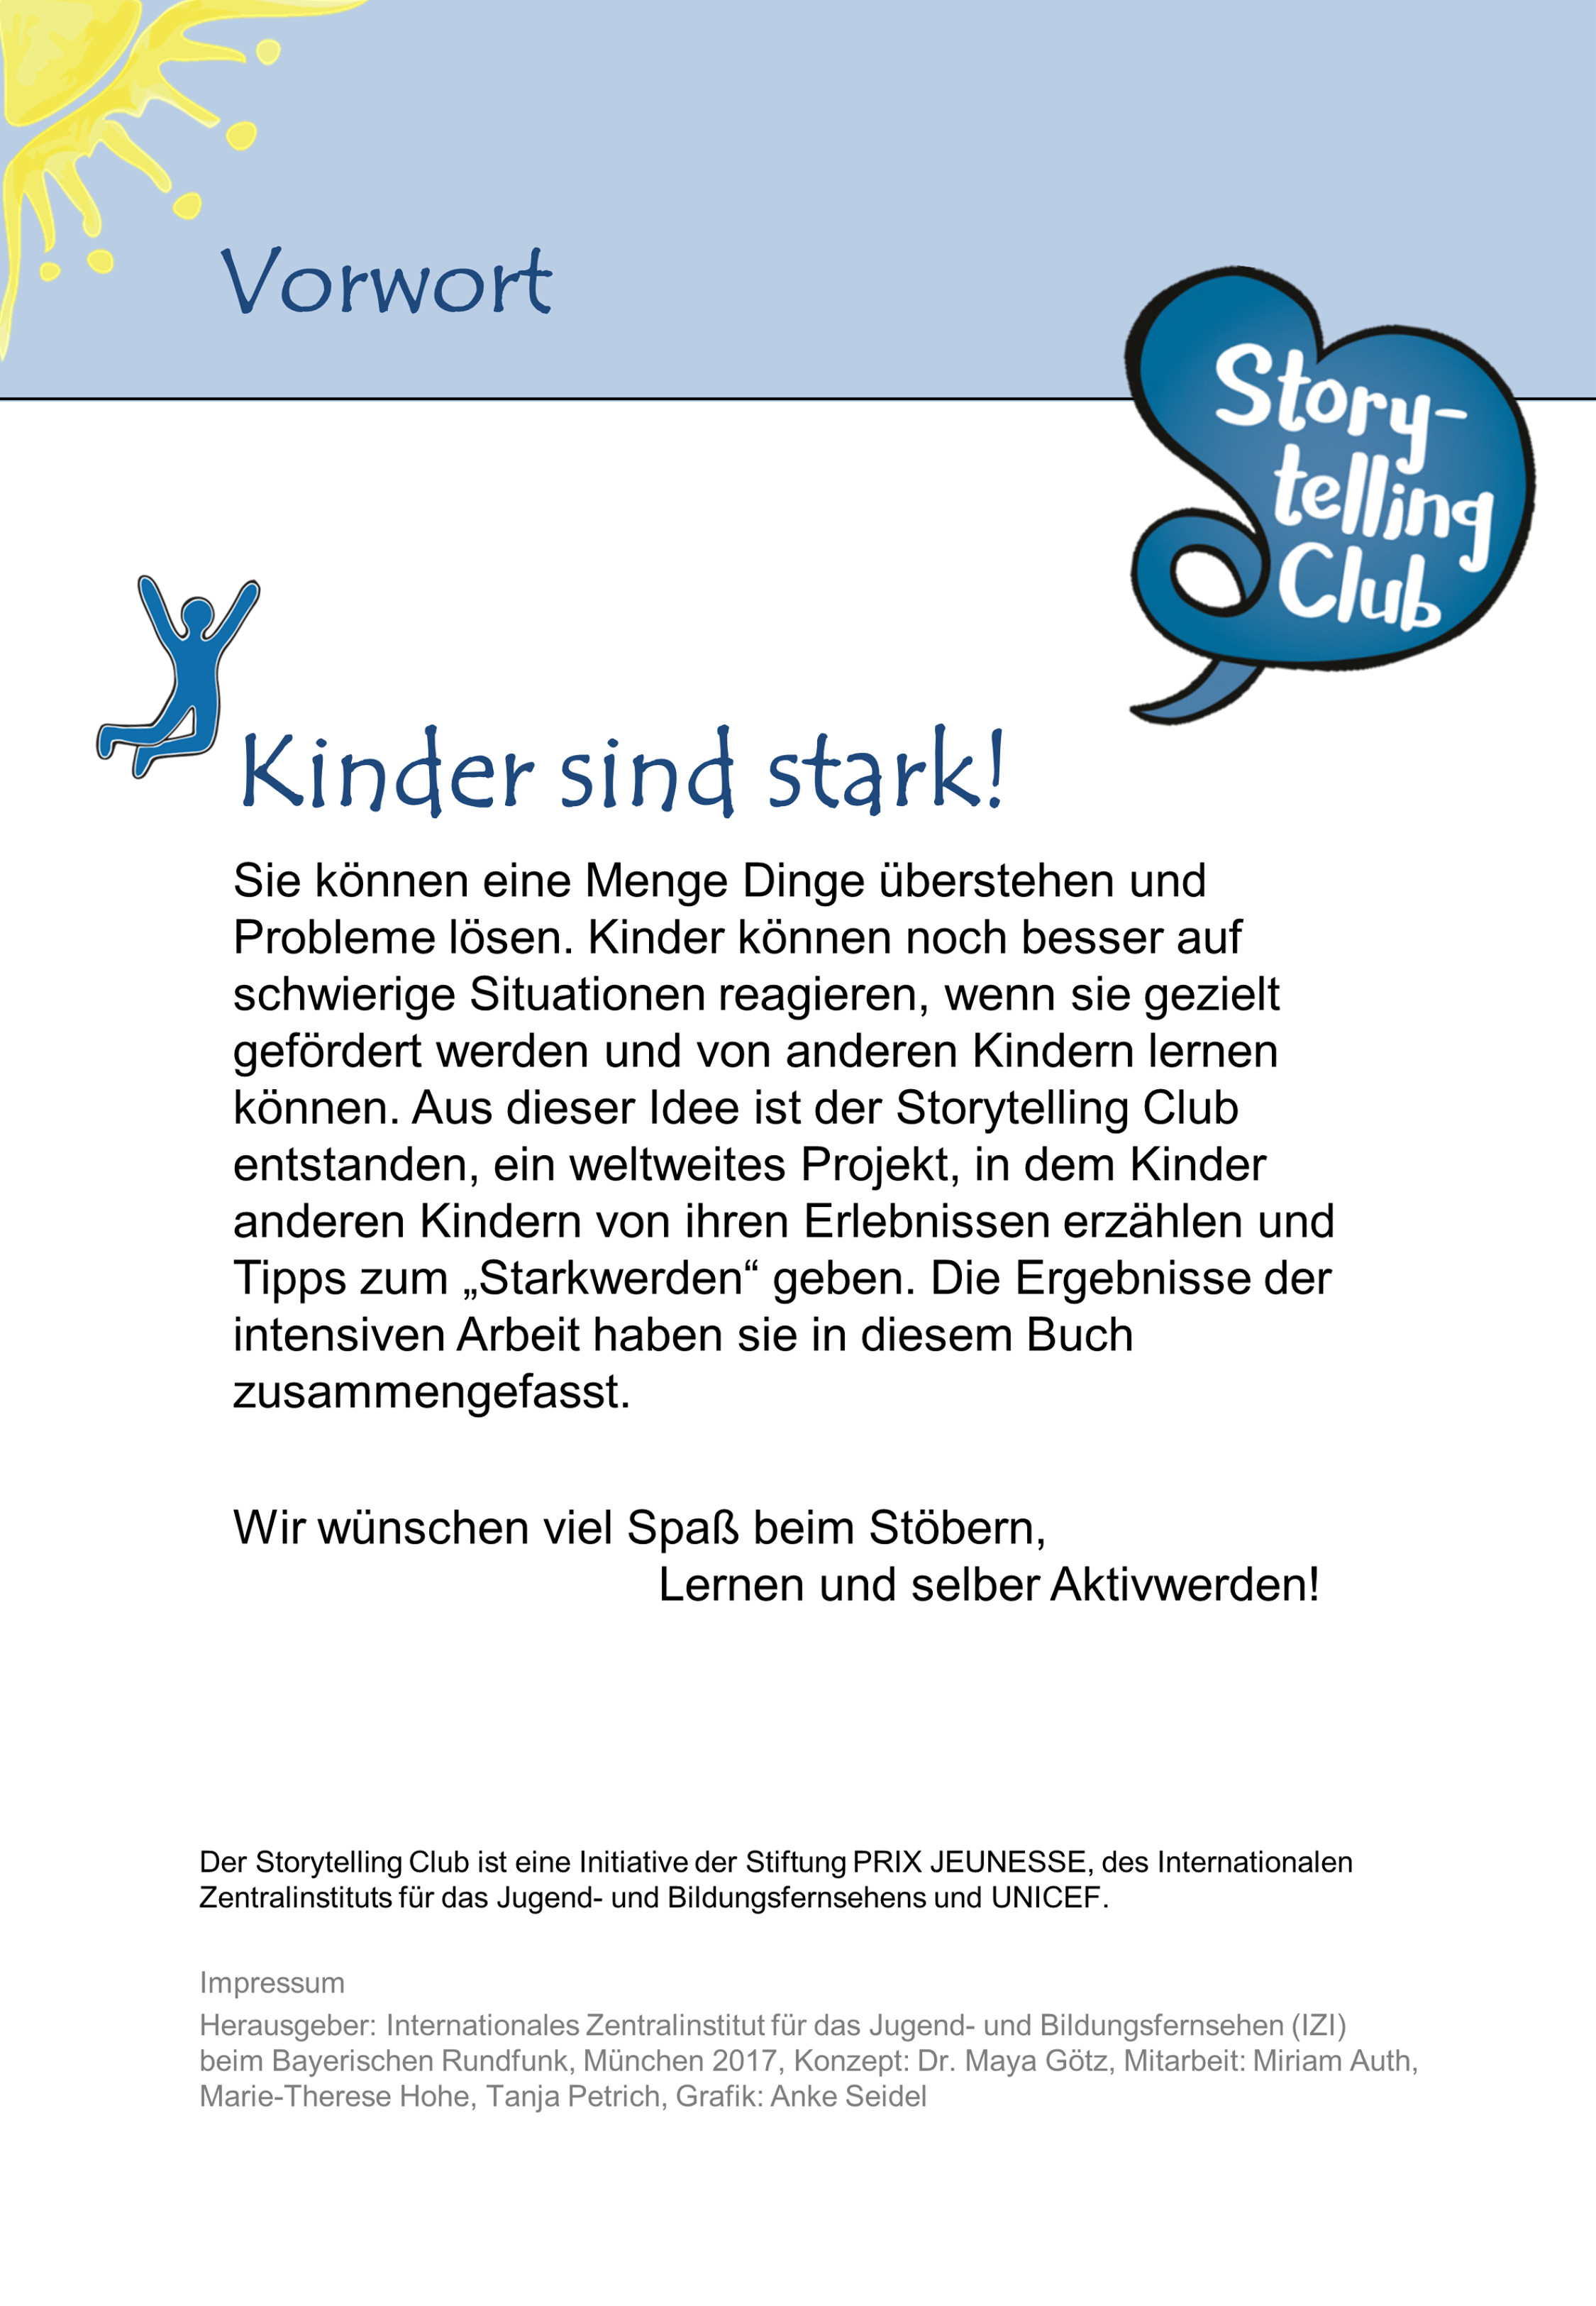 Vorwort
Story-
telling
Club
Kinder sind stark!
Sie können eine Menge Dinge überstehen und
Probleme lösen. Kinder können noch besser auf
schwierige Situationen reagieren, wenn sie gezielt
gefördert werden und von anderen Kindern lernen
können. Aus dieser Idee ist der Storytelling Club
entstanden, ein weltweites Projekt, in dem Kinder
anderen Kindern von ihren Erlebnissen erzählen und
Tipps zum „Starkwerden“ geben. Die Ergebnisse der
intensiven Arbeit haben sie in diesem Buch
zusammengefasst.
Wir wünschen viel Spaß beim Stöbern,
Lernen und selber Aktivwerden!
Der Storytelling Club ist eine Initiative der Stiftung PRIX JEUNESSE, des Internationalen
Zentralinstituts für das Jugend- und Bildungsfernsehens und UNICEF.
Impressum
Herausgeber: Internationales Zentralinstitut für das Jugend- und Bildungsfernsehen (IZI)
beim Bayerischen Rundfunk, München 2017, Konzept: Dr. Maya Götz, Mitarbeit: Miriam Auth,
Marie-Therese Hohe, Tanja Petrich, Grafik: Anke Seidel